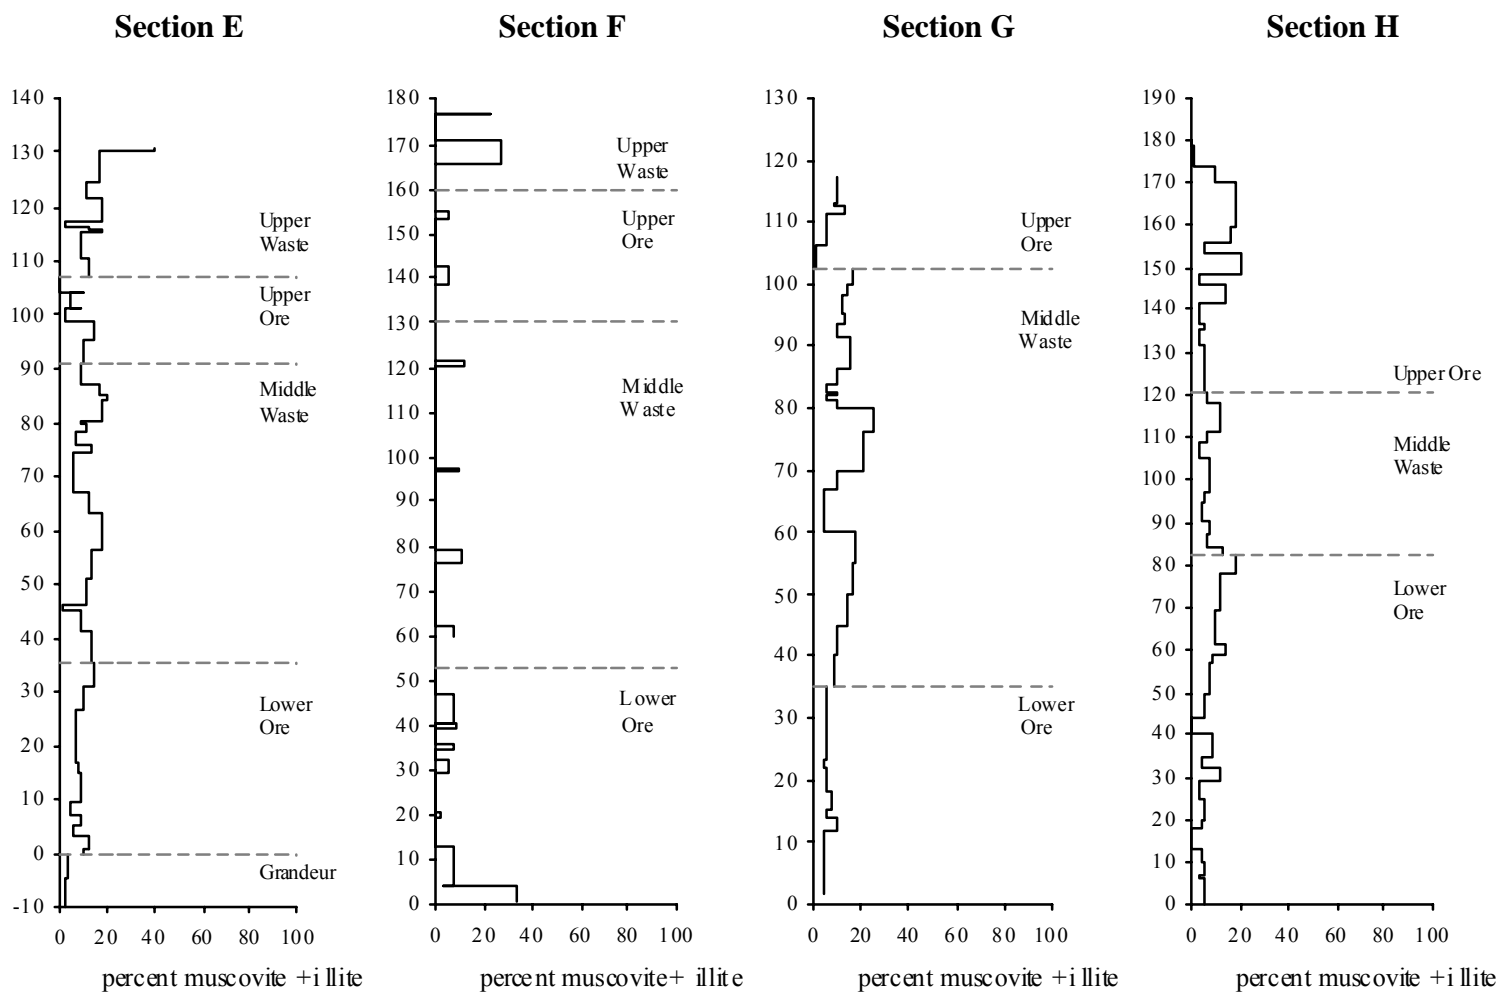 Section E
Section F
Section G
Section H
140
130
120
110
100
90
80
70
60
50
40
30
20
10
0
-10
0 20 40 60 80 100
Upper
Waste
Upper
Ore
Middle
Waste
Lower
Ore
Grandeur
percent muscovite + illite
180
170
160
150
140
130
120
110
100
90
80
70
60
50
40
30
20
10
0
0 20 40 60 80 100
Upper
Waste
Upper
Ore
Middle
Waste
Lower
Ore
percent muscovite+ illite
130
120
110
100
90
80
70
60
50
40
30
20
10
0
0 20 40 60 80 100
Upper
Ore
Middle
Waste
Lower
Ore
percent muscovite + illite
190
180
170
160
150
140
130
120
110
100
90
80
70
60
50
40
30
20
10
0
0 20 40 60 80 100
Upper Ore
Middle
Waste
Lower
Ore
percent muscovite + illite